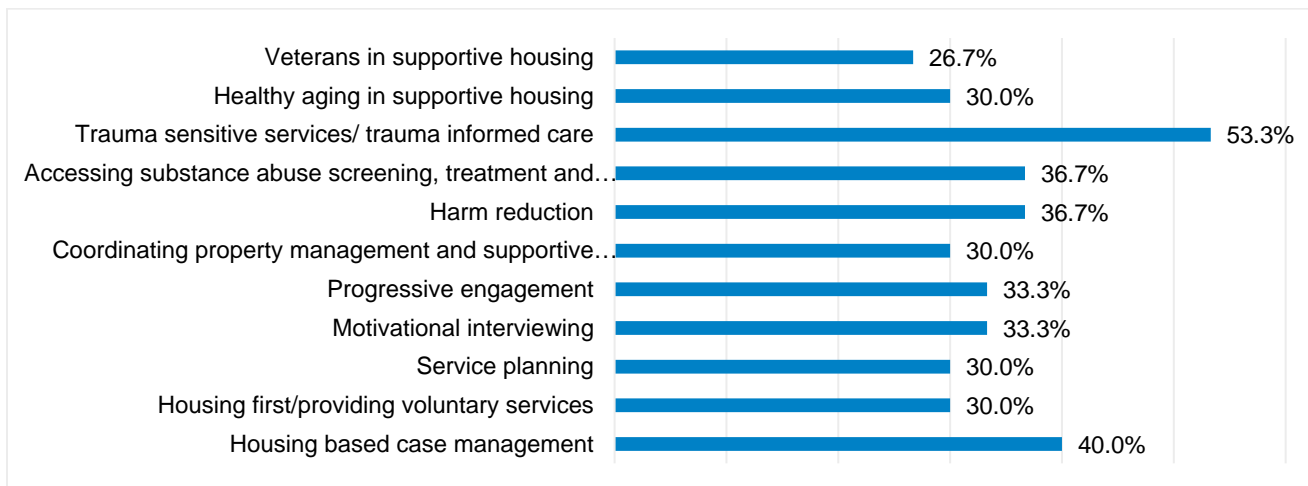 Veterans in supportive housing 26.7%
Healthy aging in supportive housing 30.0%
Trauma sensitive services/ trauma informed care 53.3%
Accessing substance abuse screening, treatment and… 36.7%
Harm reduction 36.7%
Coordinating property management and supportive… 30.0%
Progressive engagement 33.3%
Motivational interviewing 33.3%
Service planning 30.0%
Housing first/providing voluntary services 30.0%
Housing based case management 40.0%